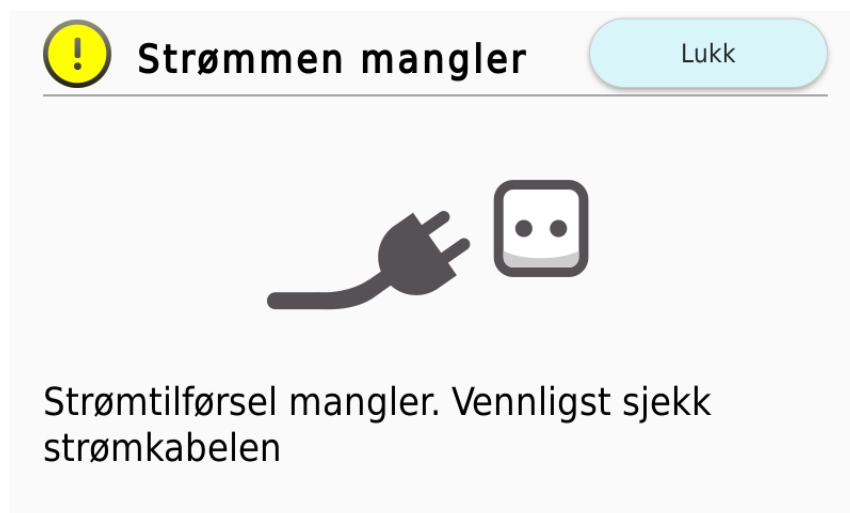 Strømmen mangler
Lukk
Strømtilførsel mangler. Vennligst sjekk
strømkabelen